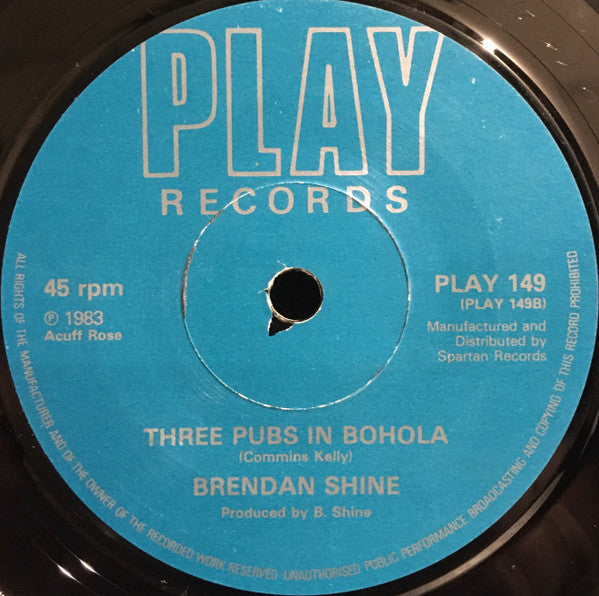 PLAY
RECORDS
45 rpm
℗ 1983
Acuff Rose
PLAY 149
(PLAY 149B)
Manufactured and
Distributed by
Spartan Records
THREE PUBS IN BOHOLA
(Commins Kelly)
BRENDAN SHINE
Produced by B. Shine
ALL RIGHTS OF THE MANUFACTURER AND OF THE OWNER OF THE RECORDED WORK RESERVED UNAUTHORISED PUBLIC PERFORMANCE BROADCASTING AND COPYING OF THIS RECORD PROHIBITED